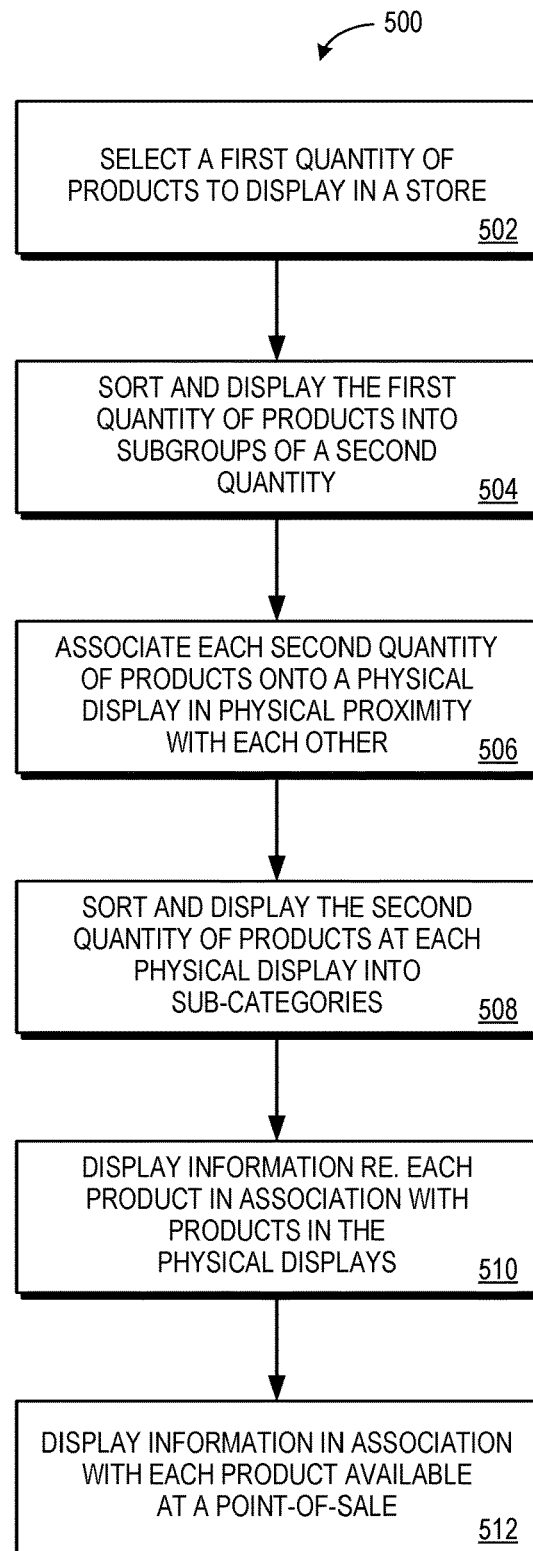 500
SELECT A FIRST QUANTITY OF
PRODUCTS TO DISPLAY IN A STORE
502
SORT AND DISPLAY THE FIRST
QUANTITY OF PRODUCTS INTO
SUBGROUPS OF A SECOND
QUANTITY
504
ASSOCIATE EACH SECOND QUANTITY
OF PRODUCTS ONTO A PHYSICAL
DISPLAY IN PHYSICAL PROXIMITY
WITH EACH OTHER
506
SORT AND DISPLAY THE SECOND
QUANTITY OF PRODUCTS AT EACH
PHYSICAL DISPLAY INTO
SUB-CATEGORIES
508
DISPLAY INFORMATION RE. EACH
PRODUCT IN ASSOCIATION WITH
PRODUCTS IN THE
PHYSICAL DISPLAYS
510
DISPLAY INFORMATION IN ASSOCIATION
WITH EACH PRODUCT AVAILABLE
AT A POINT-OF-SALE
512